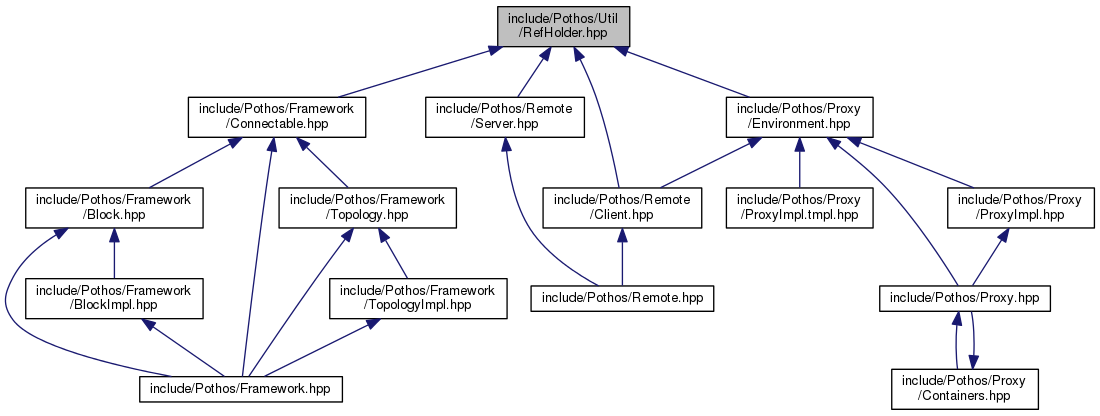 include/Pothos/Util
/RefHolder.hpp
include/Pothos/Framework
/Connectable.hpp
include/Pothos/Remote
/Server.hpp
include/Pothos/Proxy
/Environment.hpp
include/Pothos/Framework
/Block.hpp
include/Pothos/Framework
/Topology.hpp
include/Pothos/Remote
/Client.hpp
include/Pothos/Proxy
/ProxyImpl.tmpl.hpp
include/Pothos/Proxy
/ProxyImpl.hpp
include/Pothos/Framework
/BlockImpl.hpp
include/Pothos/Framework
/TopologyImpl.hpp
include/Pothos/Remote.hpp
include/Pothos/Proxy.hpp
include/Pothos/Framework.hpp
include/Pothos/Proxy
/Containers.hpp